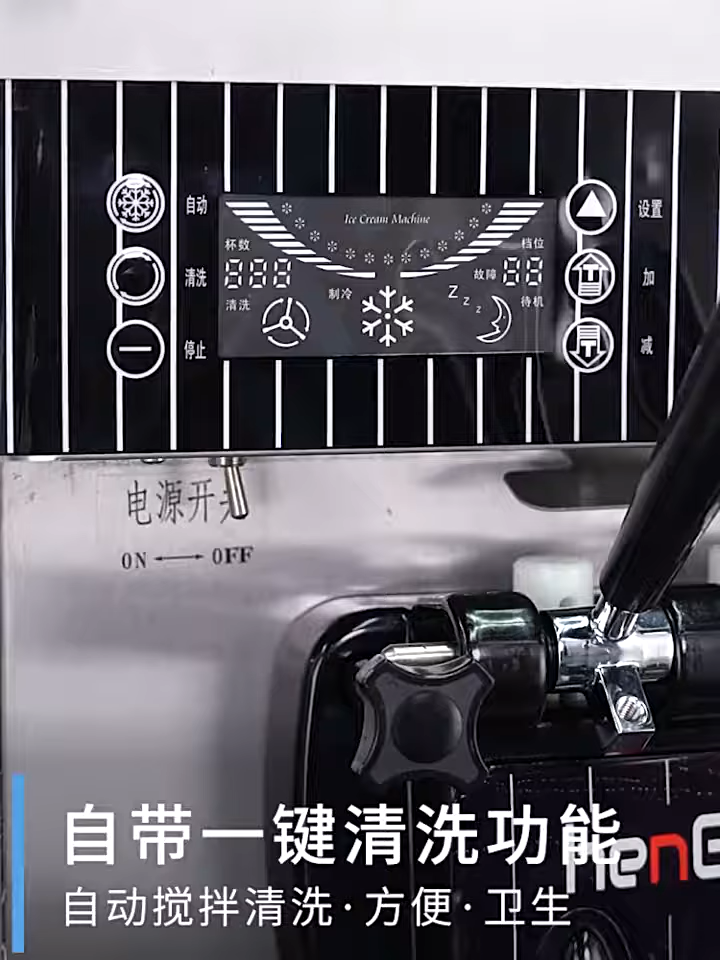 自动
清洗
停止
Ice Cream Machine
杯数
档位
888
故障
88
清洗
制冷
Z z z
待机
设置
加
减
电源开关
ON ←→ OFF
自带一键清洗功能
自动搅拌清洗·方便·卫生